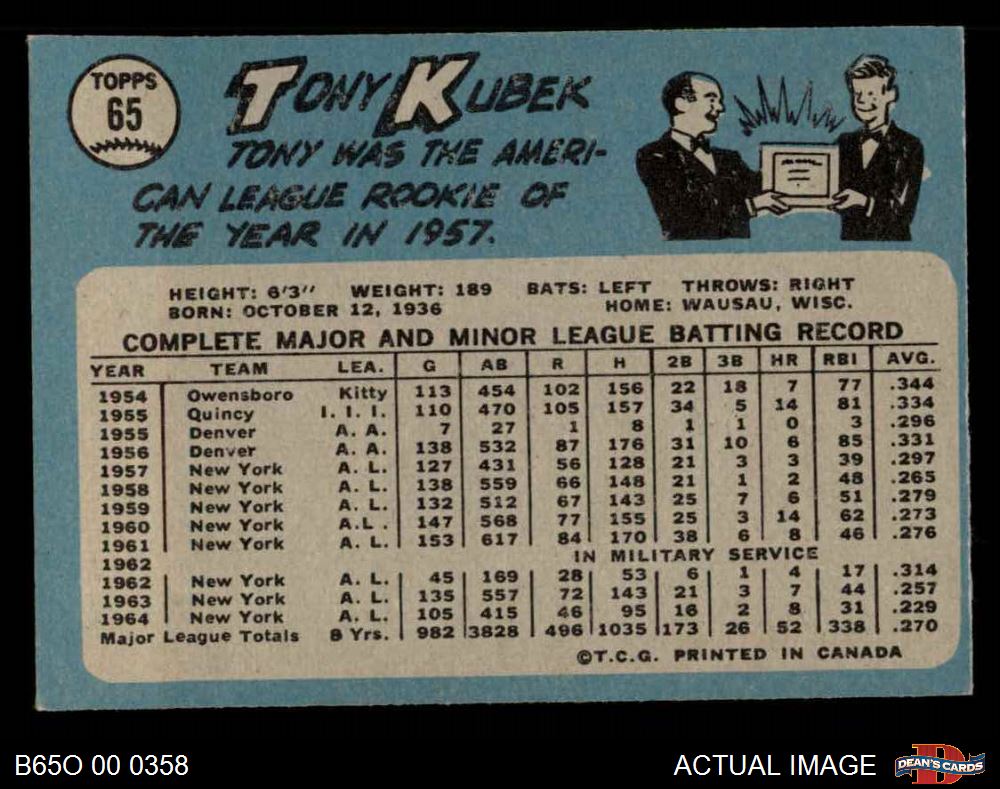 TOPPS
65
TONY KUBEK
TONY WAS THE AMERI-
CAN LEAGUE ROOKIE OF
THE YEAR IN 1957.
HEIGHT: 6'3" WEIGHT: 189 BATS: LEFT THROWS: RIGHT
BORN: OCTOBER 12, 1936 HOME: WAUSAU, WISC.
COMPLETE MAJOR AND MINOR LEAGUE BATTING RECORD
YEAR TEAM LEA. G AB R H 2B 3B HR RBI AVG.
1954 Owensboro Kitty 113 454 102 156 22 18 7 77 .344
1955 Quincy I. I. I. 110 470 105 157 34 5 14 81 .334
1955 Denver A. A. 7 27 1 8 1 1 0 3 .296
1956 Denver A. A. 138 532 87 176 31 10 6 85 .331
1957 New York A. L. 127 431 56 128 21 3 3 39 .297
1958 New York A. L. 138 559 66 148 21 1 2 48 .265
1959 New York A. L. 132 512 67 143 25 7 6 51 .279
1960 New York A.L . 147 568 77 155 25 3 14 62 .273
1961 New York A. L. 153 617 84 170 38 6 8 46 .276
1962 IN MILITARY SERVICE
1962 New York A. L. 45 169 28 53 6 1 4 17 .314
1963 New York A. L. 135 557 72 143 21 3 7 44 .257
1964 New York A. L. 105 415 46 95 16 2 8 31 .229
Major League Totals 8 Yrs. 982 3828 496 1035 173 26 52 338 .270
©T.C.G. PRINTED IN CANADA
B65O 00 0358
ACTUAL IMAGE
D
DEAN'S CARDS